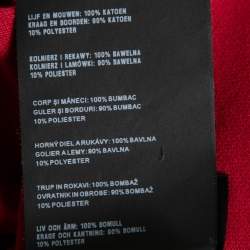 LIJF EN MOUWEN: 100% KATOEN
KRAAG EN BOORDEN: 90% KATOEN
10% POLYESTER
KOLNIERZ I REKAWY: 100% BAWELNA
KOLNIERZ I LAMÓWKI: 90% BAWELNA
10% POLIESTER
CORP ŞI MÂNECI: 100% BUMBAC
GULER ŞI BORDURI: 90% BUMBAC
10% POLIESTER
HORNÝ DIEL A RUKÁVY: 100% BAVLNA
GOLIER A LEMY: 90% BAVLNA
10% POLYESTER
TRUP IN ROKAVI: 100% BOMBAŽ
OVRATNIK IN OBROBE: 90% BOMBAŽ
10% POLIESTER
LIV OCH ÄRM: 100% BOMULL
KRAGE OCH KANTNING: 90% BOMULL
10% POLYESTER